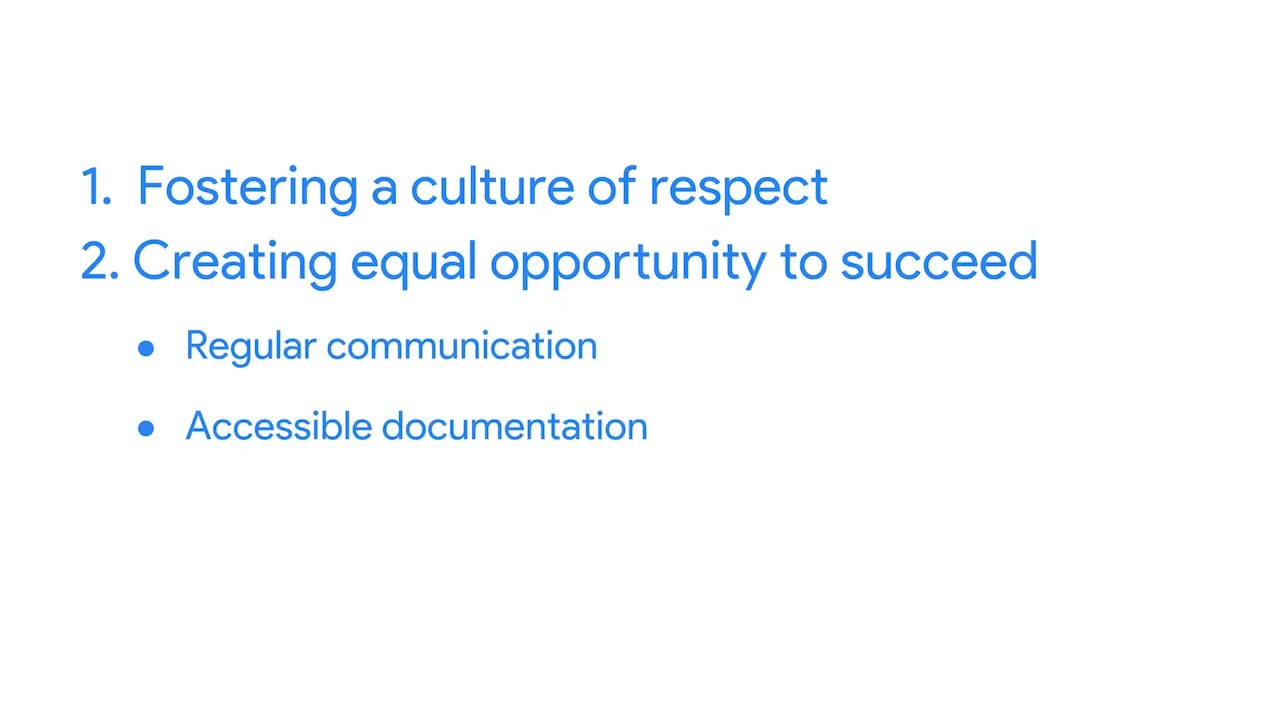 1. Fostering a culture of respect
2. Creating equal opportunity to succeed
● Regular communication
● Accessible documentation